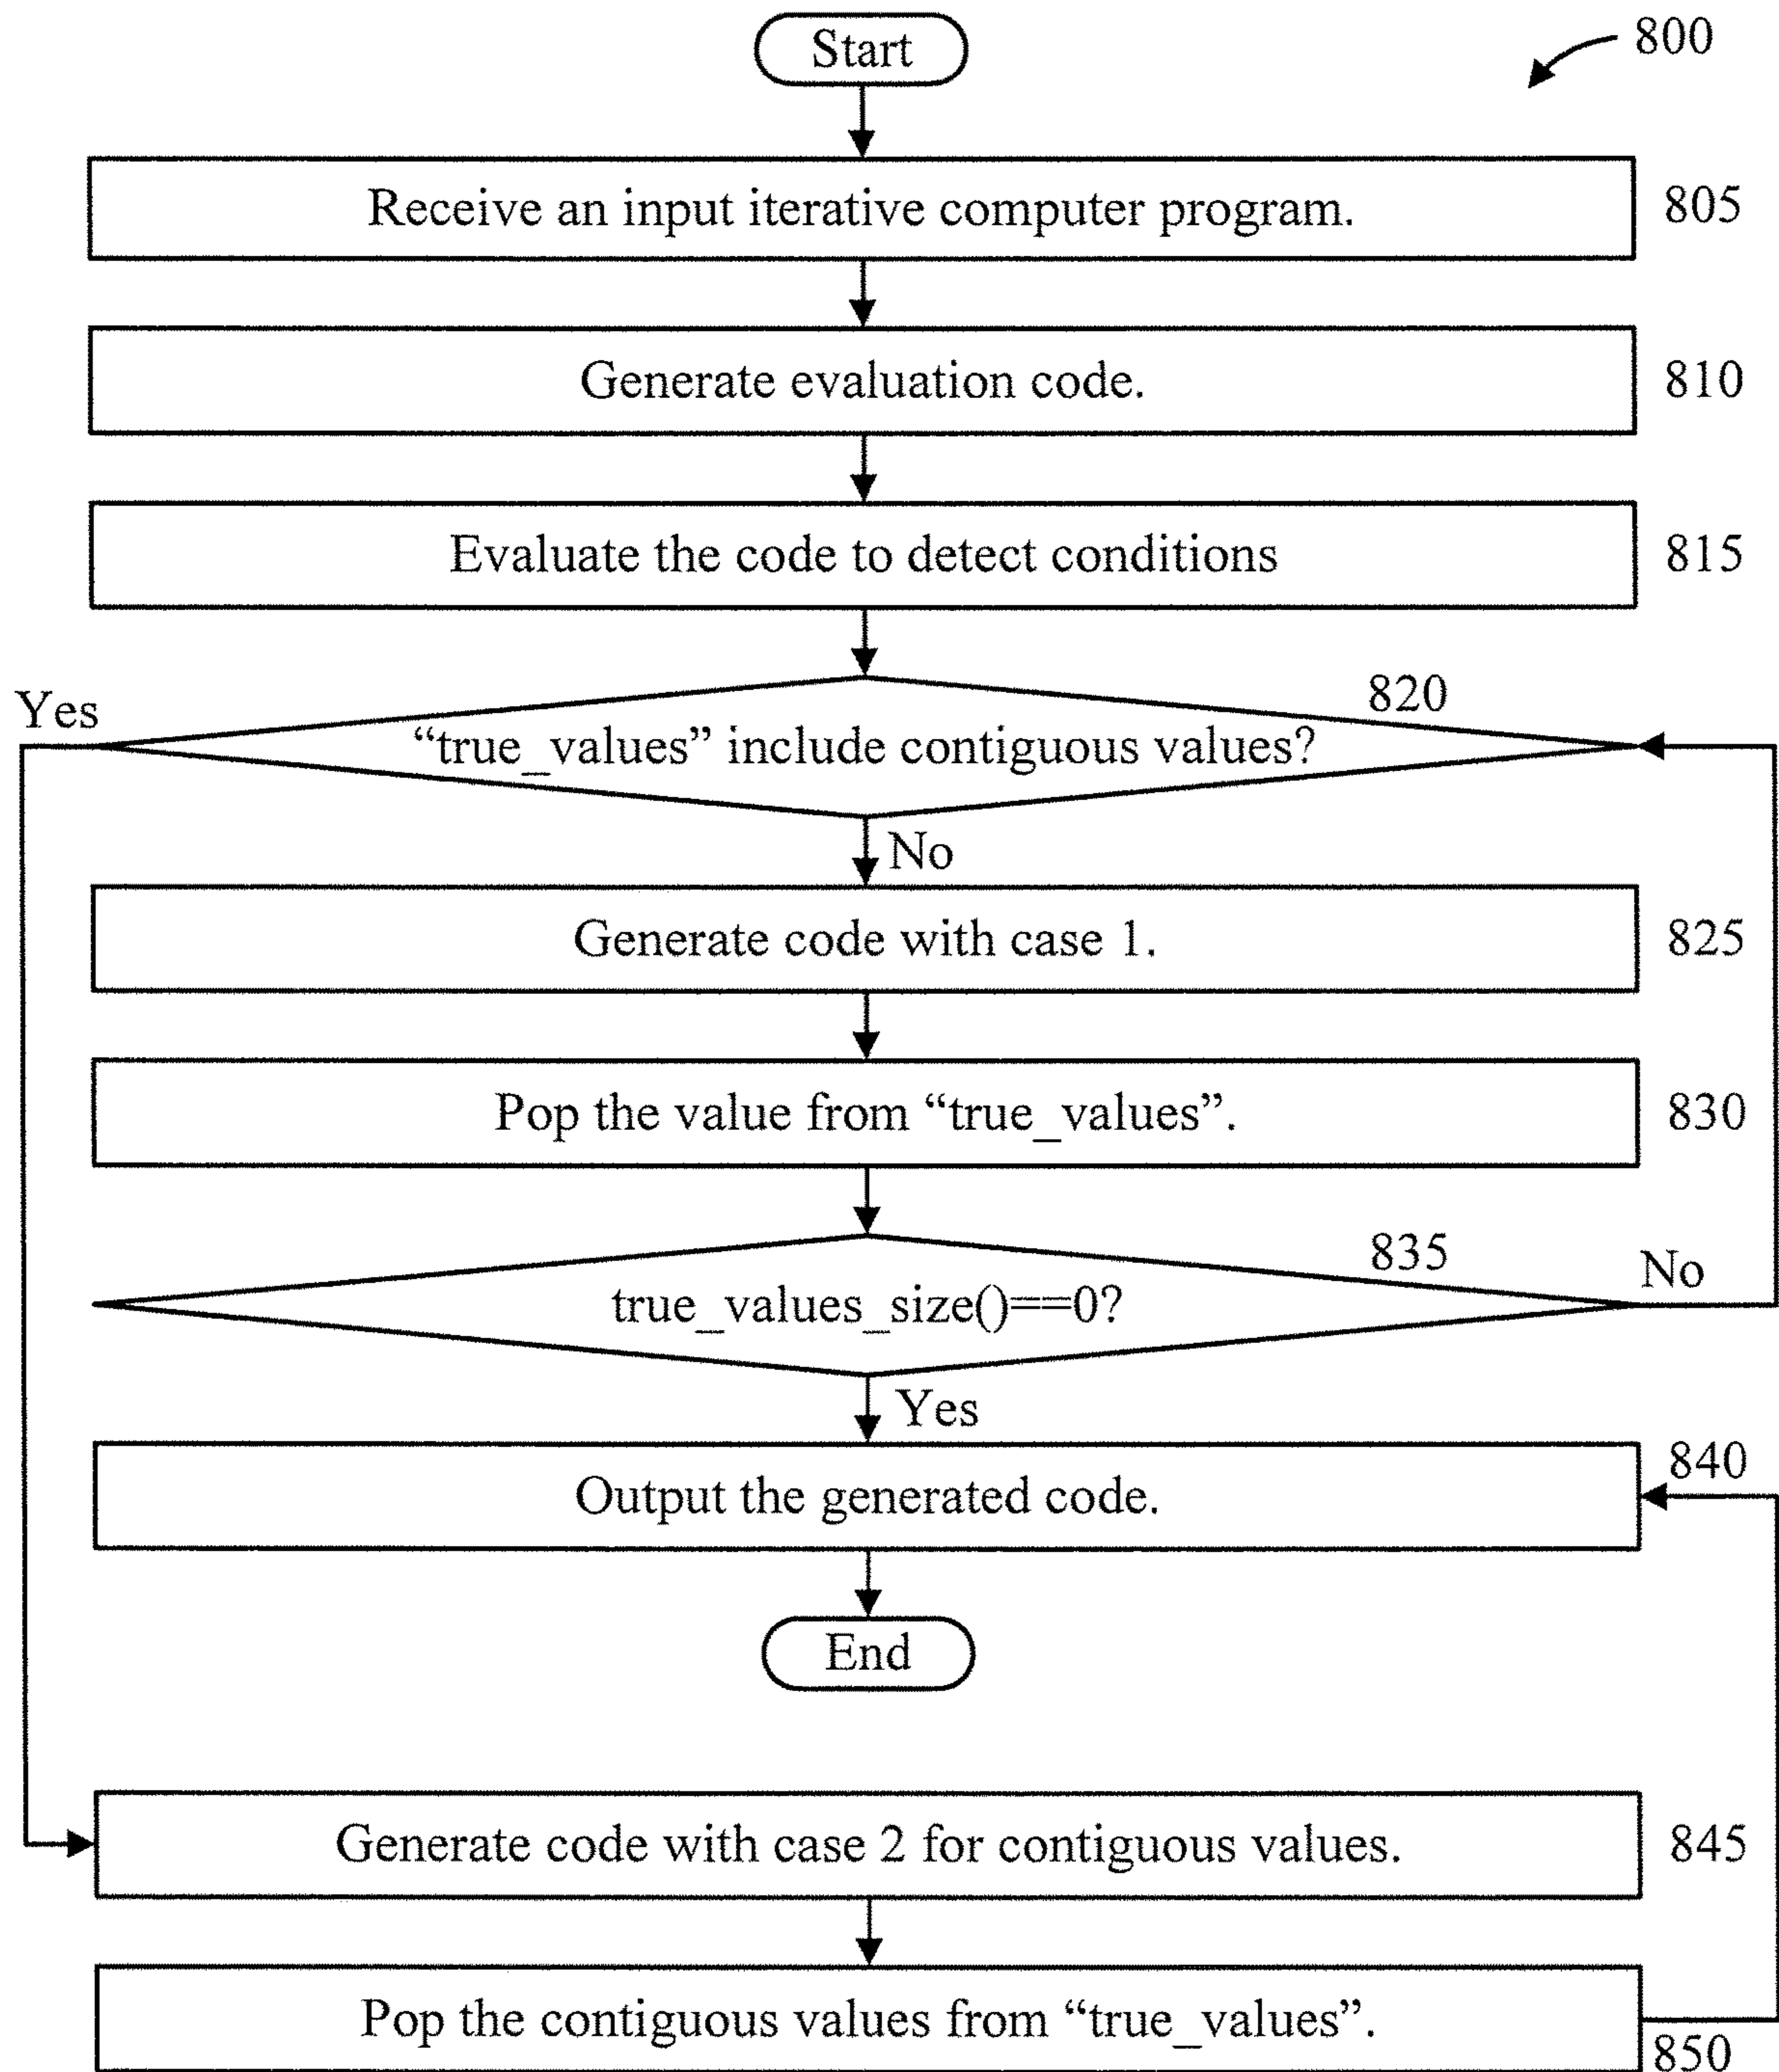 Start
800
Receive an input iterative computer program.
805
Generate evaluation code.
810
Evaluate the code to detect conditions
815
820
Yes
“true_values” include contiguous values?
No
Generate code with case 1.
825
Pop the value from “true_values”.
830
835
No
true_values_size()==0?
Yes
840
Output the generated code.
End
Generate code with case 2 for contiguous values.
845
Pop the contiguous values from “true_values”.
850